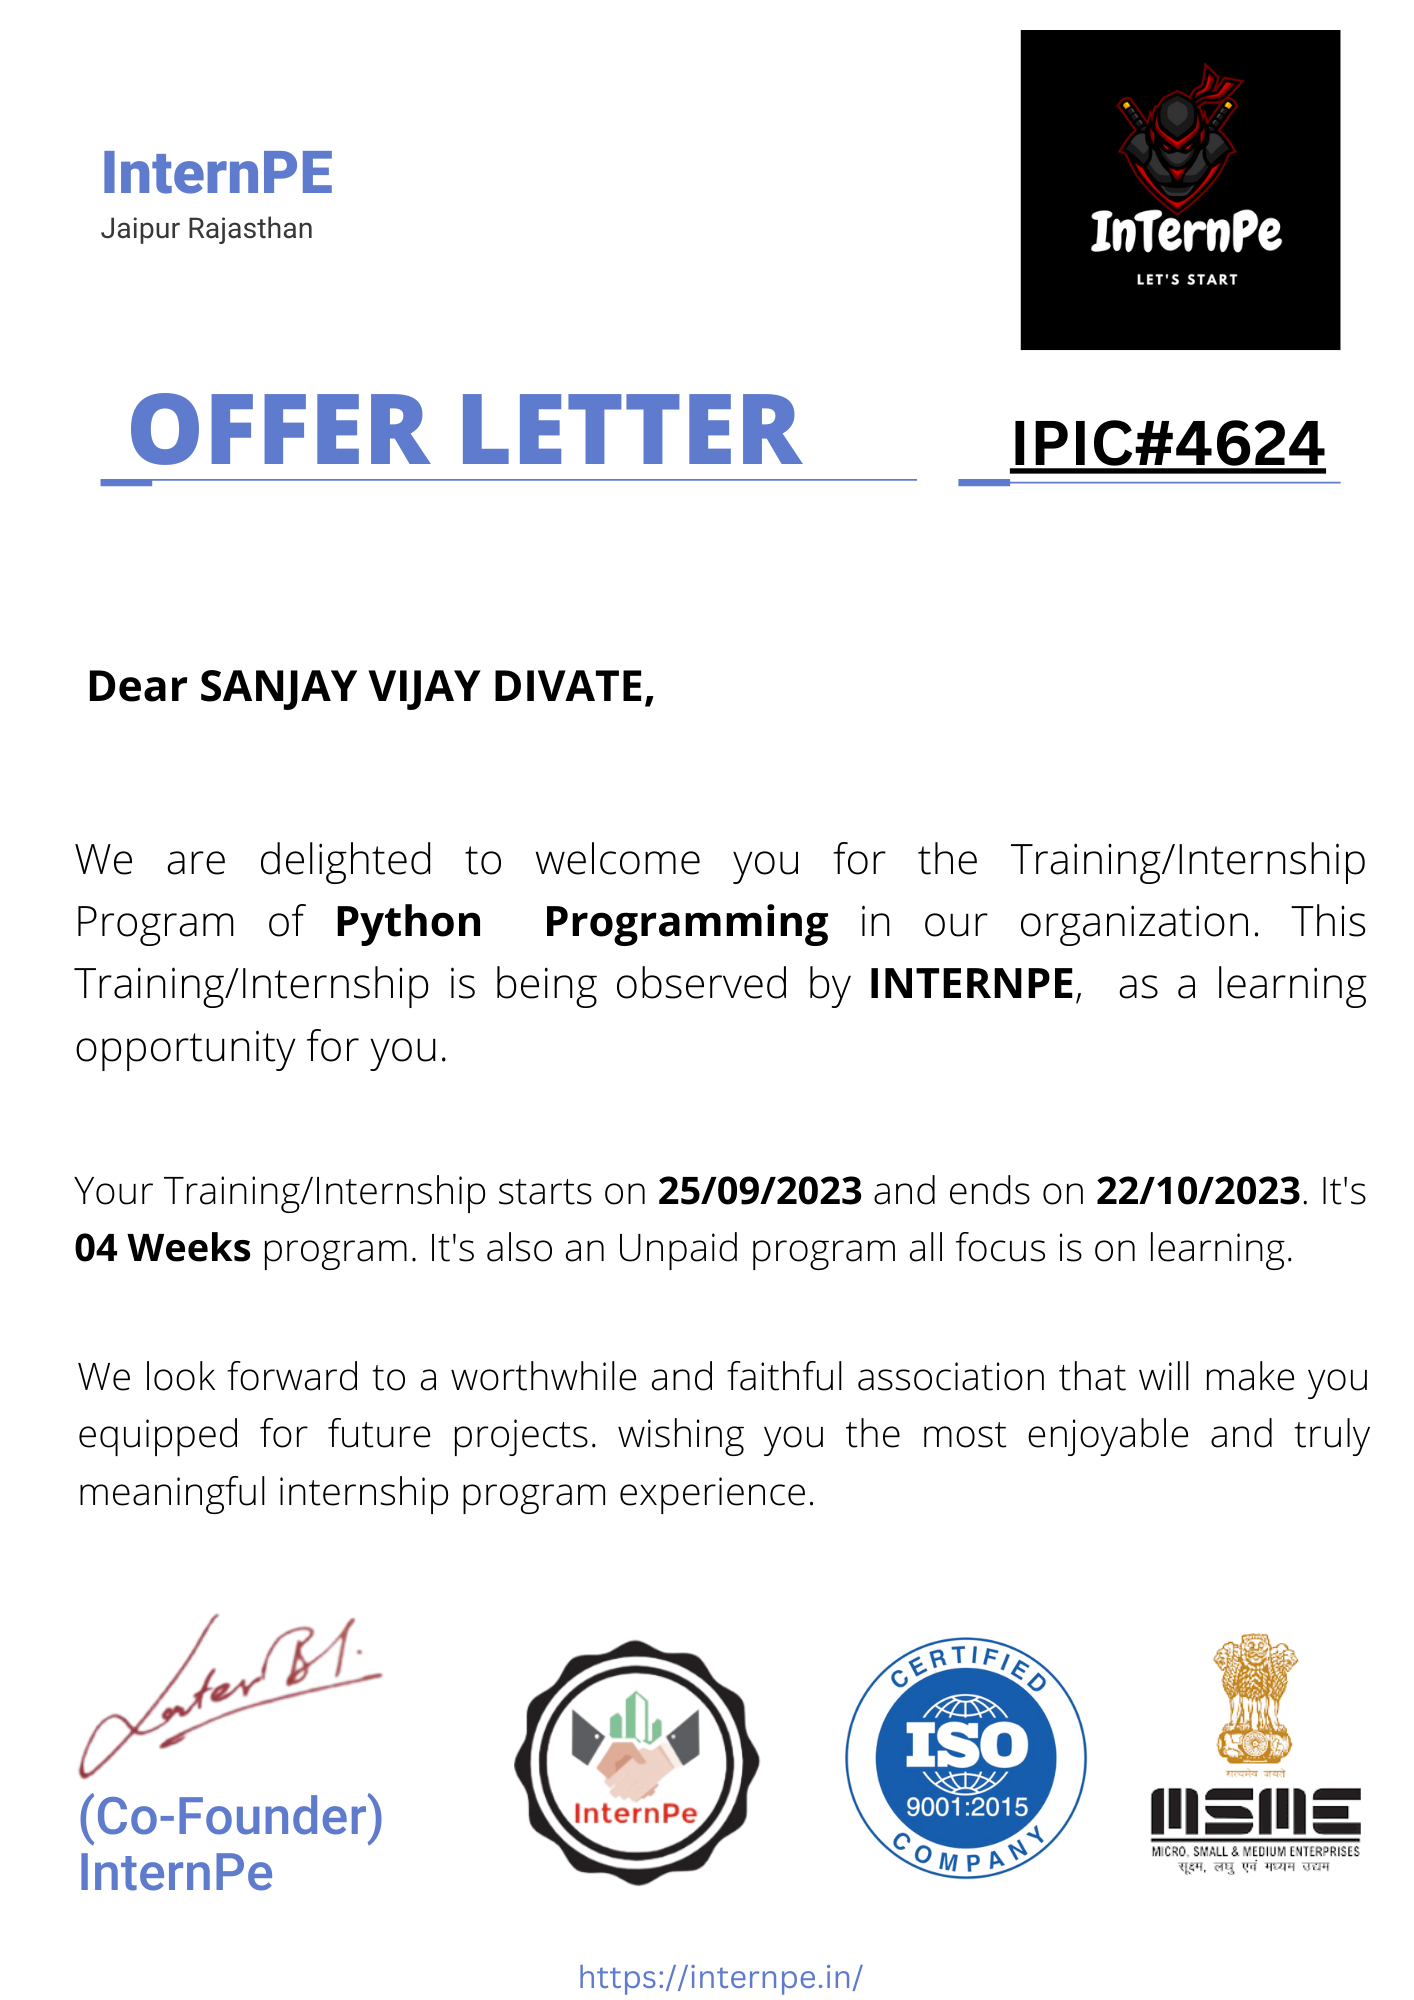 InternPE
Jaipur Rajasthan
InTernPe
LET'S START
OFFER LETTER
IPIC#4624
Dear SANJAY VIJAY DIVATE,
We are delighted to welcome you for the Training/Internship
Program of Python Programming in our organization. This
Training/Internship is being observed by INTERNPE, as a learning
opportunity for you.
Your Training/Internship starts on 25/09/2023 and ends on 22/10/2023. It's
04 Weeks program. It's also an Unpaid program all focus is on learning.
We look forward to a worthwhile and faithful association that will make you
equipped for future projects. wishing you the most enjoyable and truly
meaningful internship program experience.
(Co-Founder)
InternPe
InternPe
CERTIFIED
ISO
9001:2015
COMPANY
सत्यमेव जयते
MSME
MICRO, SMALL & MEDIUM ENTERPRISES
सूक्ष्म, लघु एवं मध्यम उद्यम
https://internpe.in/